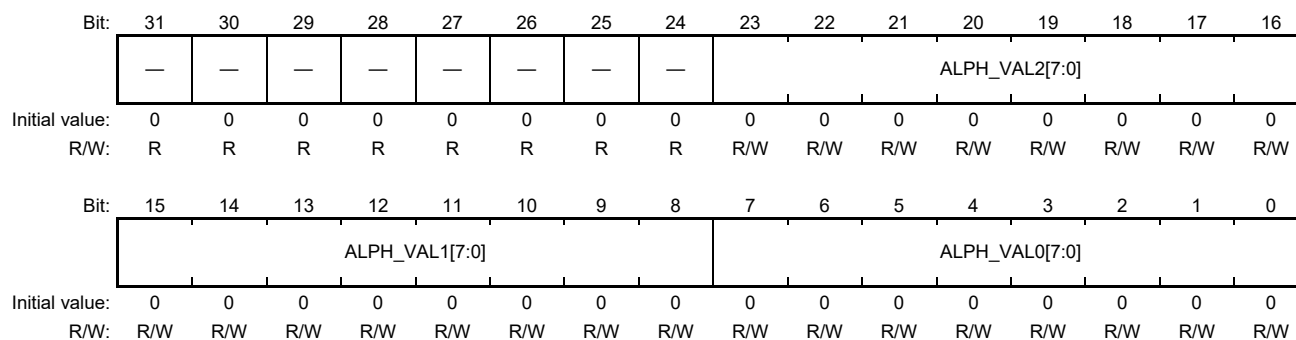 Bit: 31 30 29 28 27 26 25 24 23 22 21 20 19 18 17 16
— — — — — — — — ALPH_VAL2[7:0]
Initial value: 0 0 0 0 0 0 0 0 0 0 0 0 0 0 0 0
R/W: R R R R R R R R R/W R/W R/W R/W R/W R/W R/W R/W
Bit: 15 14 13 12 11 10 9 8 7 6 5 4 3 2 1 0
ALPH_VAL1[7:0] ALPH_VAL0[7:0]
Initial value: 0 0 0 0 0 0 0 0 0 0 0 0 0 0 0 0
R/W: R/W R/W R/W R/W R/W R/W R/W R/W R/W R/W R/W R/W R/W R/W R/W R/W